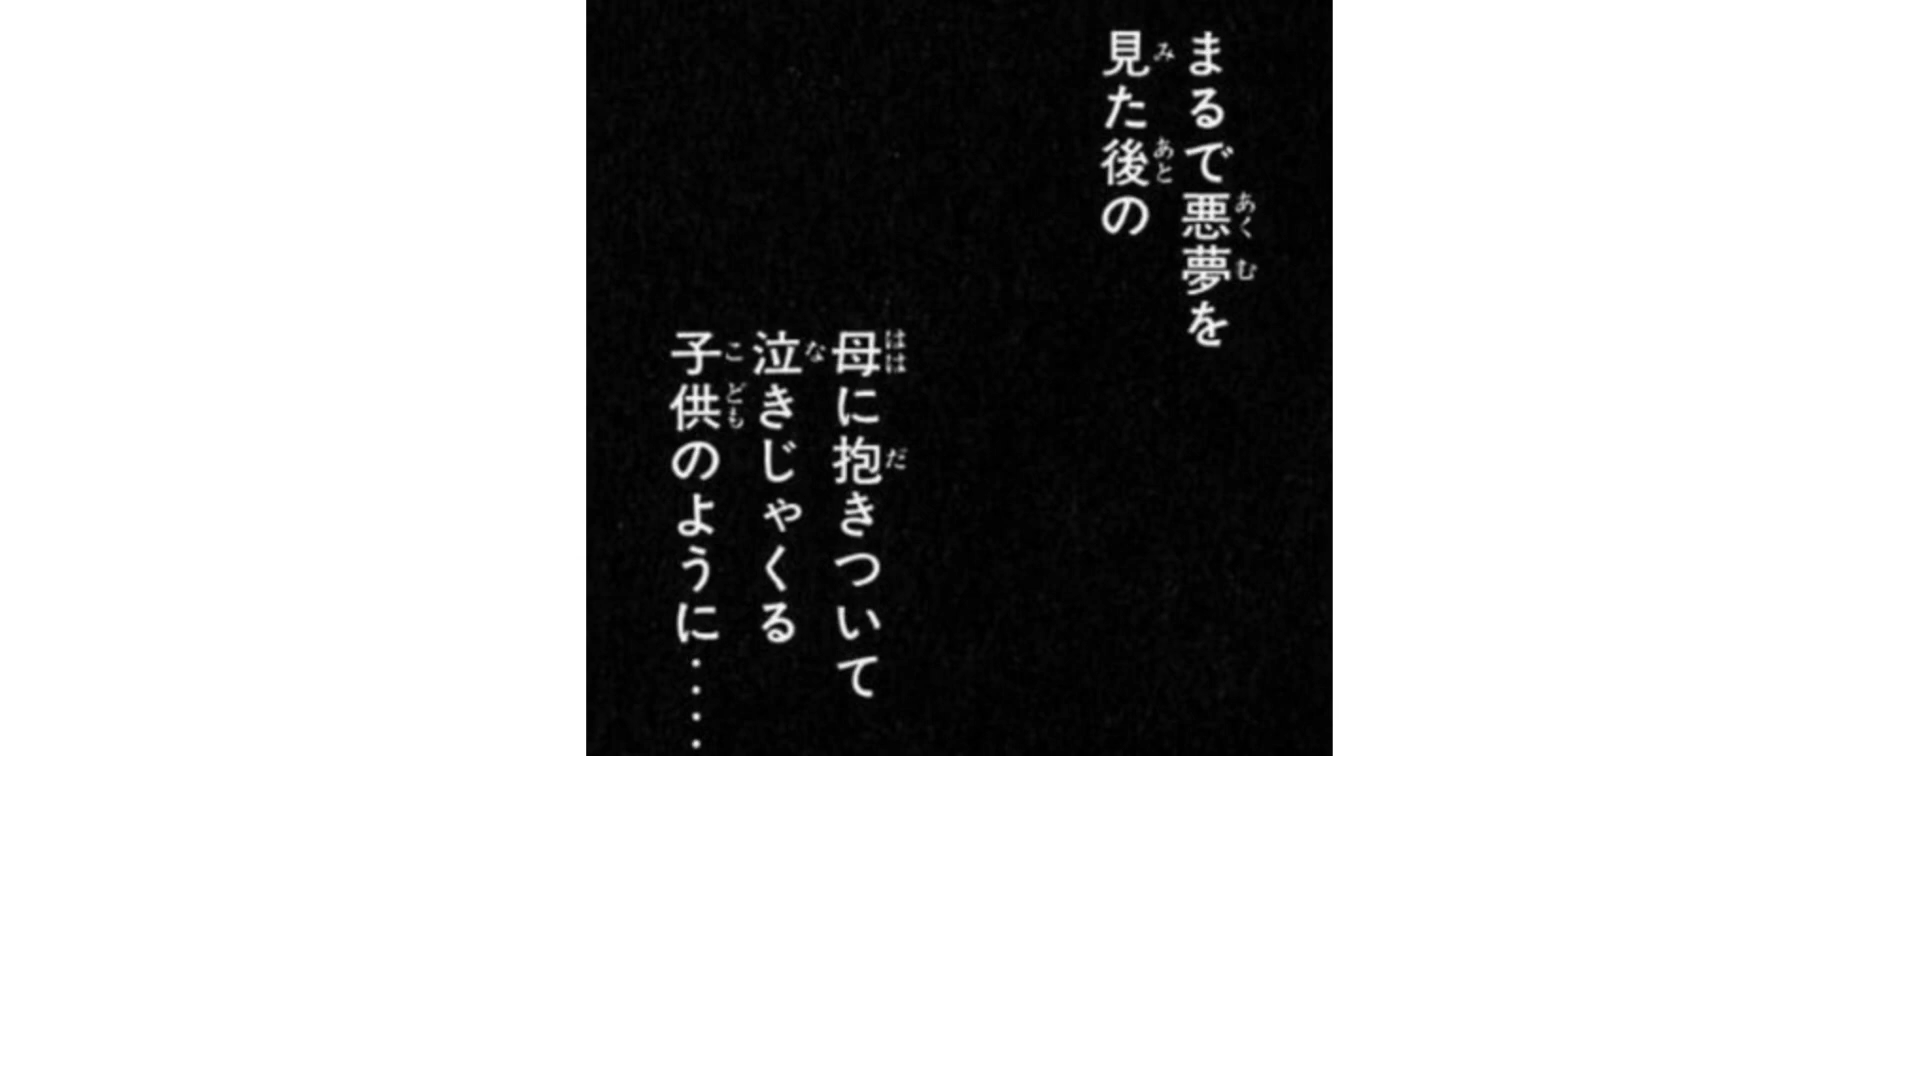 まるで悪夢を
見た後の
母に抱きついて
泣きじゃくる
子供のように‥‥